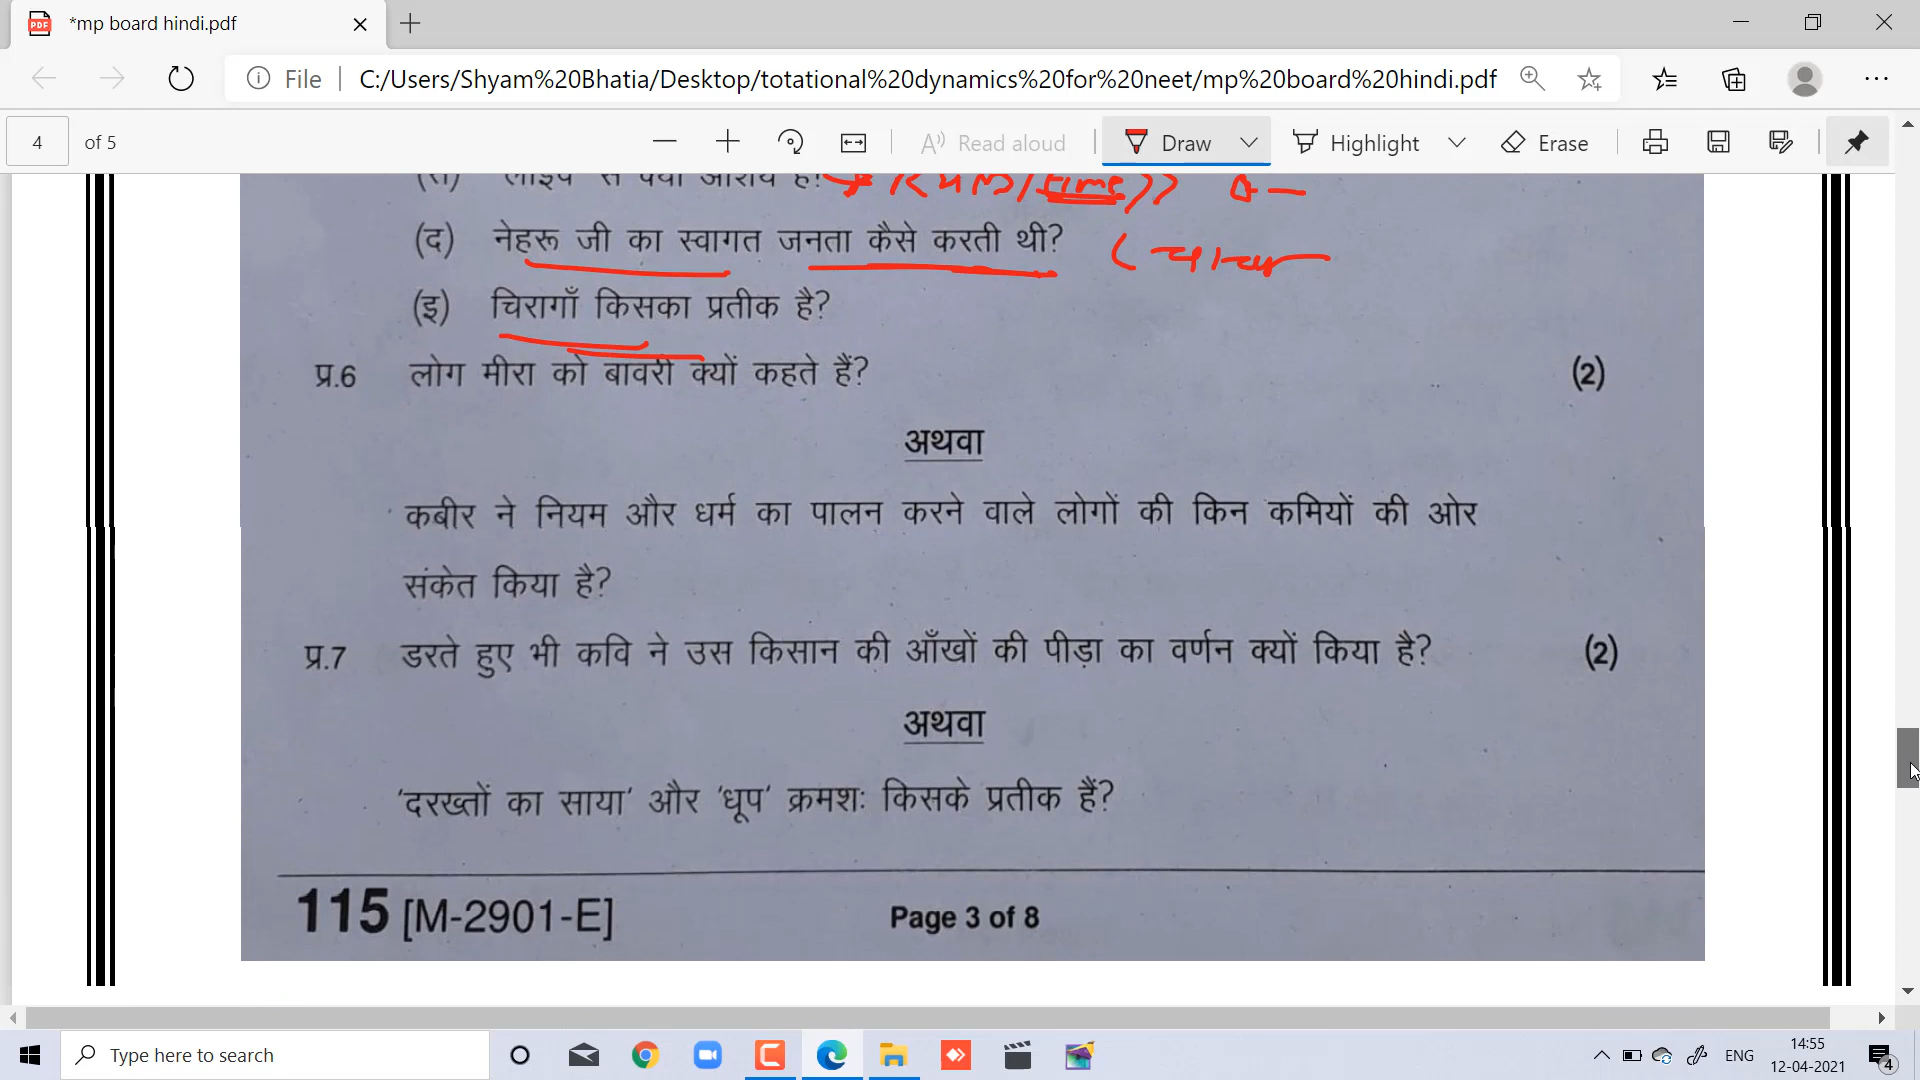 *mp board hindi.pdf
File
C:/Users/Shyam%20Bhatia/Desktop/totational%20dynamics%20for%20neet/mp%20board%20hindi.pdf
4 of 5
Read aloud
Draw
Highlight
Erase
time
(द) नेहरू जी का स्वागत जनता कैसे करती थी?
(इ) चिरागाँ किसका प्रतीक है?
प्र.6 लोग मीरा को बावरी क्यों कहते हैं? (2)
अथवा
कबीर ने नियम और धर्म का पालन करने वाले लोगों की किन कमियों की ओर
संकेत किया है?
प्र.7 डरते हुए भी कवि ने उस किसान की आँखों की पीड़ा का वर्णन क्यों किया है? (2)
अथवा
'दरख्तों का साया' और 'धूप' क्रमशः किसके प्रतीक हैं?
115 [M-2901-E] Page 3 of 8
Type here to search
ENG
14:55
12-04-2021
4